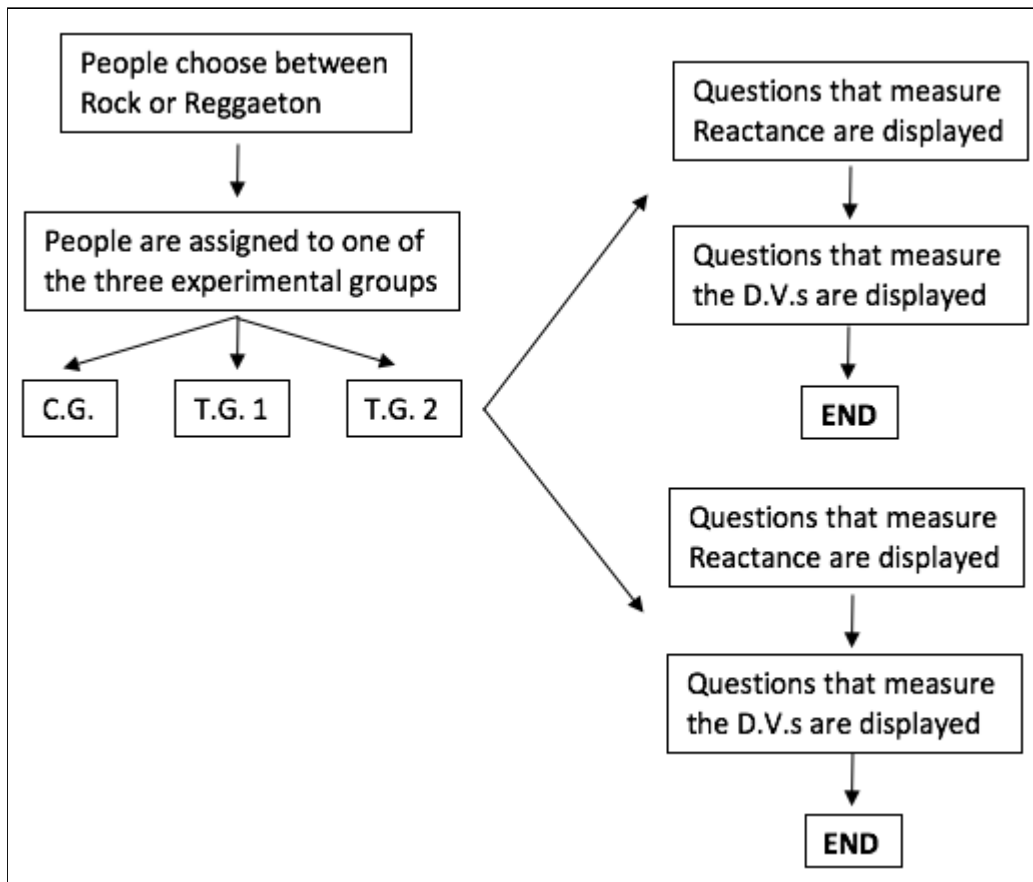 People choose between
Rock or Reggaeton
People are assigned to one of
the three experimental groups
C.G.
T.G. 1
T.G. 2
Questions that measure
Reactance are displayed
Questions that measure
the D.V.s are displayed
END
Questions that measure
Reactance are displayed
Questions that measure
the D.V.s are displayed
END